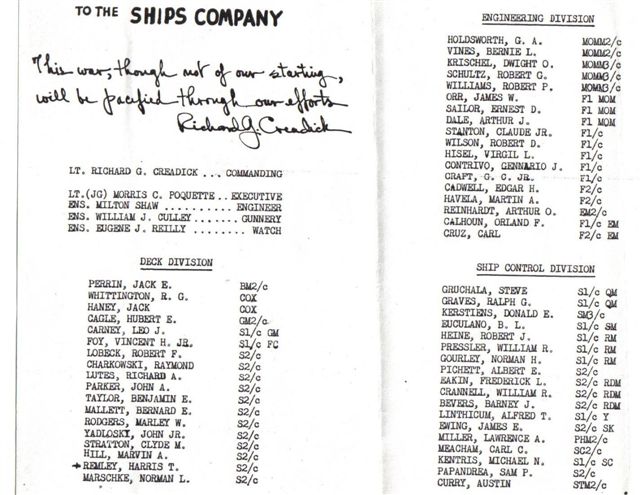 TO THE SHIPS COMPANY
This war, though not of our starting,
will be pacified through our efforts
Richard G. Creadick
LT. RICHARD G. CREADICK ... COMMANDING
LT.(JG) MORRIS C. POQUETTE .. EXECUTIVE
ENS. MILTON SHAW ........... ENGINEER
ENS. WILLIAM J. CULLEY ....... GUNNERY
ENS. EUGENE J. REILLY ........ WATCH
DECK DIVISION
PERRIN, JACK E. BM2/c
WHITTINGTON, R. G. COX
HANEY, JACK COX
CAGLE, HUBERT E. GM2/c
CARNEY, LEO J. S1/c GM
FOY, VINCENT H. JR. S1/c FC
LOBECK, ROBERT F. S2/c
CHARKOWSKI, RAYMOND S2/c
LUTES, RICHARD A. S2/c
PARKER, JOHN A. S2/c
TAYLOR, BENJAMIN E. S2/c
MALLETT, BERNARD E. S2/c
RODGERS, MARLEY W. S2/c
YADLOSKI, JOHN JR. S2/c
STRATTON, CLYDE M. S2/c
HILL, MARVIN A. S2/c
REMLEY, HARRIS T. S2/c
MARSCHKE, NORMAN L. S2/c
ENGINEERING DIVISION
HOLDSWORTH, G. A. MOMM2/c
VINES, BERNIE L. MOMM2/c
KRISCHEL, DWIGHT O. MOMM3/c
SCHULTZ, ROBERT G. MOMM3/c
WILLIAMS, ROBERT P. MOMM3/c
ORR, JAMES W. F1 MOM
SAILOR, ERNEST D. F1 MOM
DALE, ARTHUR J. F1 MOM
STANTON, CLAUDE JR. F1/c
WILSON, ROBERT D. F1/c
HISEL, VIRGIL L. F1/c
CONTRIVO, GENNARIO J. F1/c
CRAFT, G. C. JR. F1/c
CADWELL, EDGAR H. F2/c
HAVELA, MARTIN A. F2/c
REINHARDT, ARTHUR O. EM2/c
CALHOUN, ORLAND F. F1/c EM
CRUZ, CARL F2/c EM
SHIP CONTROL DIVISION
GRUCHALA, STEVE S1/c QM
GRAVES, RALPH G. S1/c QM
KERSTIENS, DONALD E. SM3/c
EUCULANO, B. L. S1/c SM
HEINE, ROBERT J. S1/c RM
PRESSLER, WILLIAM R. S1/c RM
GOURLEY, NORMAN H. S1/c RM
PICHETT, ALBERT E. S2/c
EAKIN, FREDERICK L. S2/c RDM
CRANNELL, WILLIAM R. S2/c RDM
BEVERS, BARNEY J. S2/c RDM
LINTHICUM, ALFRED T. S1/c Y
EWING, JAMES E. S2/c SK
MILLER, LAWRENCE A. PHM2/c
MEACHAM, CARL C. SC2/c
KENTRIS, MICHAEL N. S1/c SC
PAPANDREA, SAM P. S2/c
CURRY, AUSTIN STM2/c